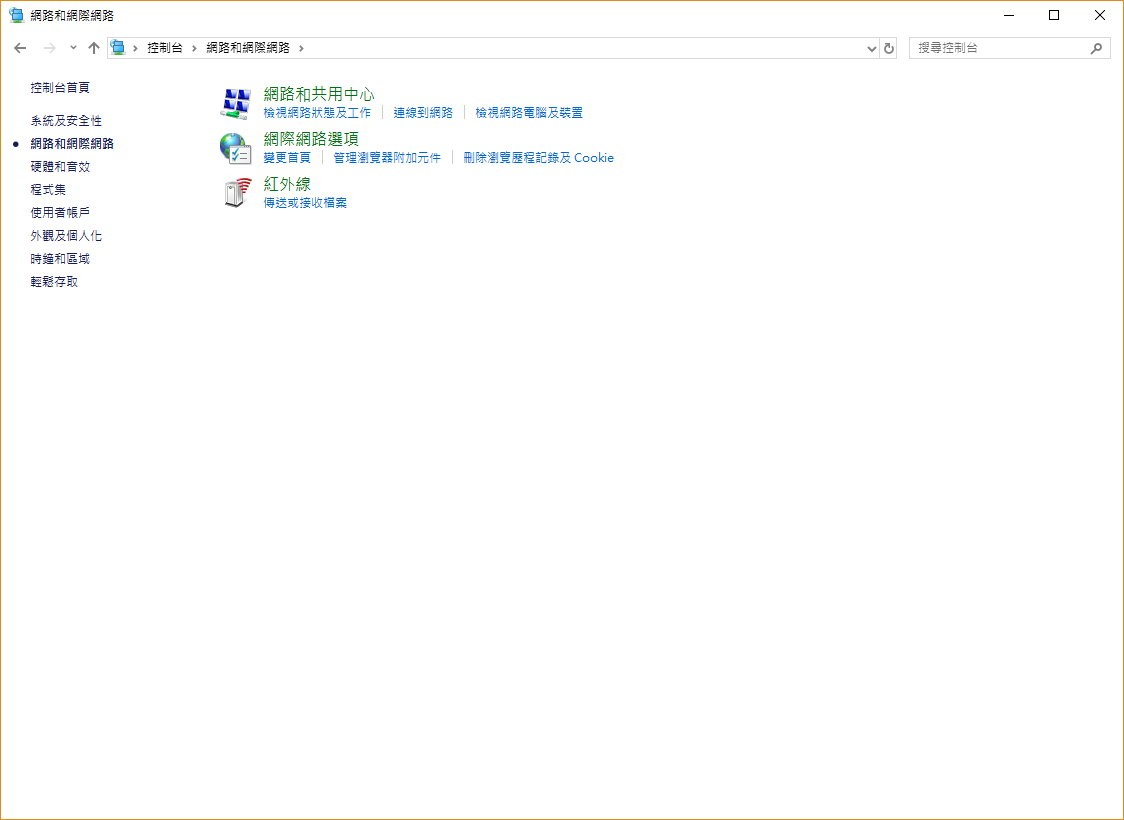 網路和網際網路
控制台 網路和網際網路
搜尋控制台
控制台首頁
系統及安全性
網路和網際網路
硬體和音效
程式集
使用者帳戶
外觀及個人化
時鐘和區域
輕鬆存取
網路和共用中心
檢視網路狀態及工作 連線到網路 檢視網路電腦及裝置
網際網路選項
變更首頁 管理瀏覽器附加元件 刪除瀏覽歷程記錄及 Cookie
紅外線
傳送或接收檔案